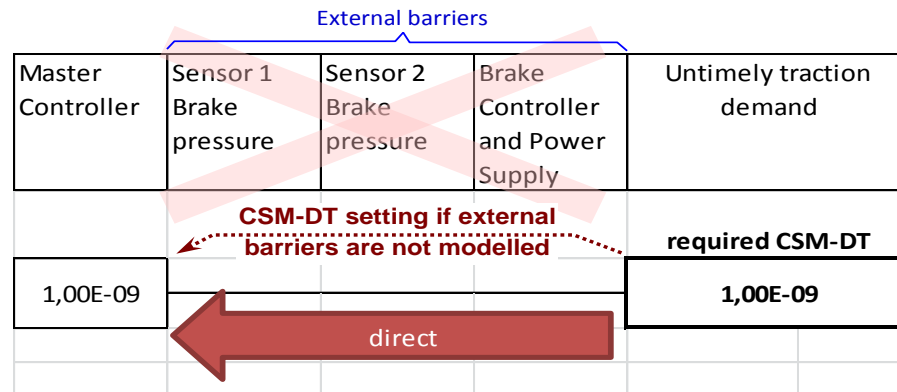 External barriers
Master Controller
Sensor 1 Brake pressure
Sensor 2 Brake pressure
Brake Controller and Power Supply
Untimely traction demand
CSM-DT setting if external
barriers are not modelled
required CSM-DT
1,00E-09
1,00E-09
direct